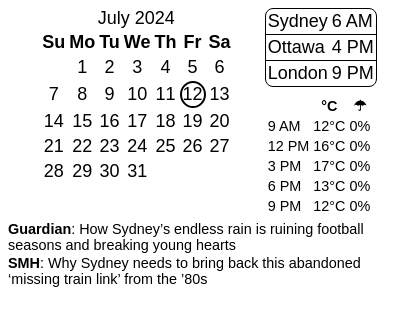 July 2024
Su Mo Tu We Th Fr Sa
1 2 3 4 5 6
7 8 9 10 11 12 13
14 15 16 17 18 19 20
21 22 23 24 25 26 27
28 29 30 31
Sydney 6 AM
Ottawa 4 PM
London 9 PM
°C ☂
9 AM 12°C 0%
12 PM 16°C 0%
3 PM 17°C 0%
6 PM 13°C 0%
9 PM 12°C 0%
Guardian: How Sydney’s endless rain is ruining football
seasons and breaking young hearts
SMH: Why Sydney needs to bring back this abandoned
‘missing train link’ from the ’80s